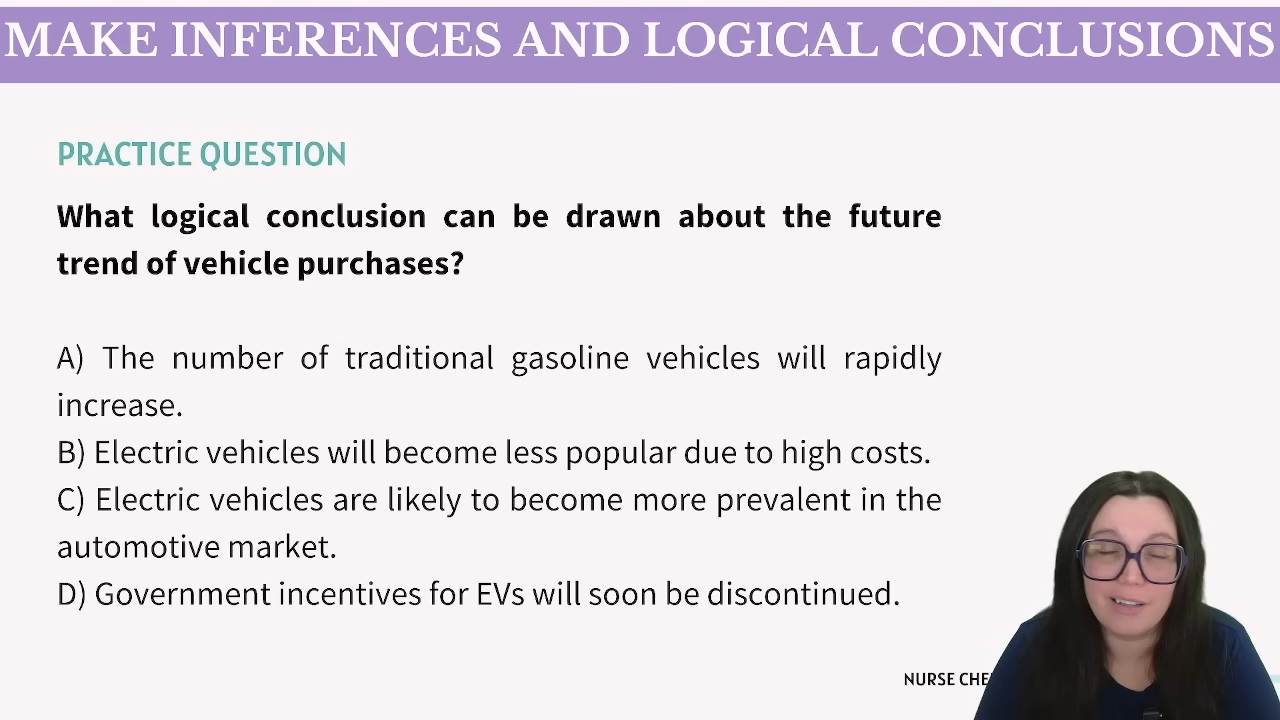 MAKE INFERENCES AND LOGICAL CONCLUSIONS
PRACTICE QUESTION
What logical conclusion can be drawn about the future
trend of vehicle purchases?
A) The number of traditional gasoline vehicles will rapidly
increase.
B) Electric vehicles will become less popular due to high costs.
C) Electric vehicles are likely to become more prevalent in the
automotive market.
D) Government incentives for EVs will soon be discontinued.
NURSE